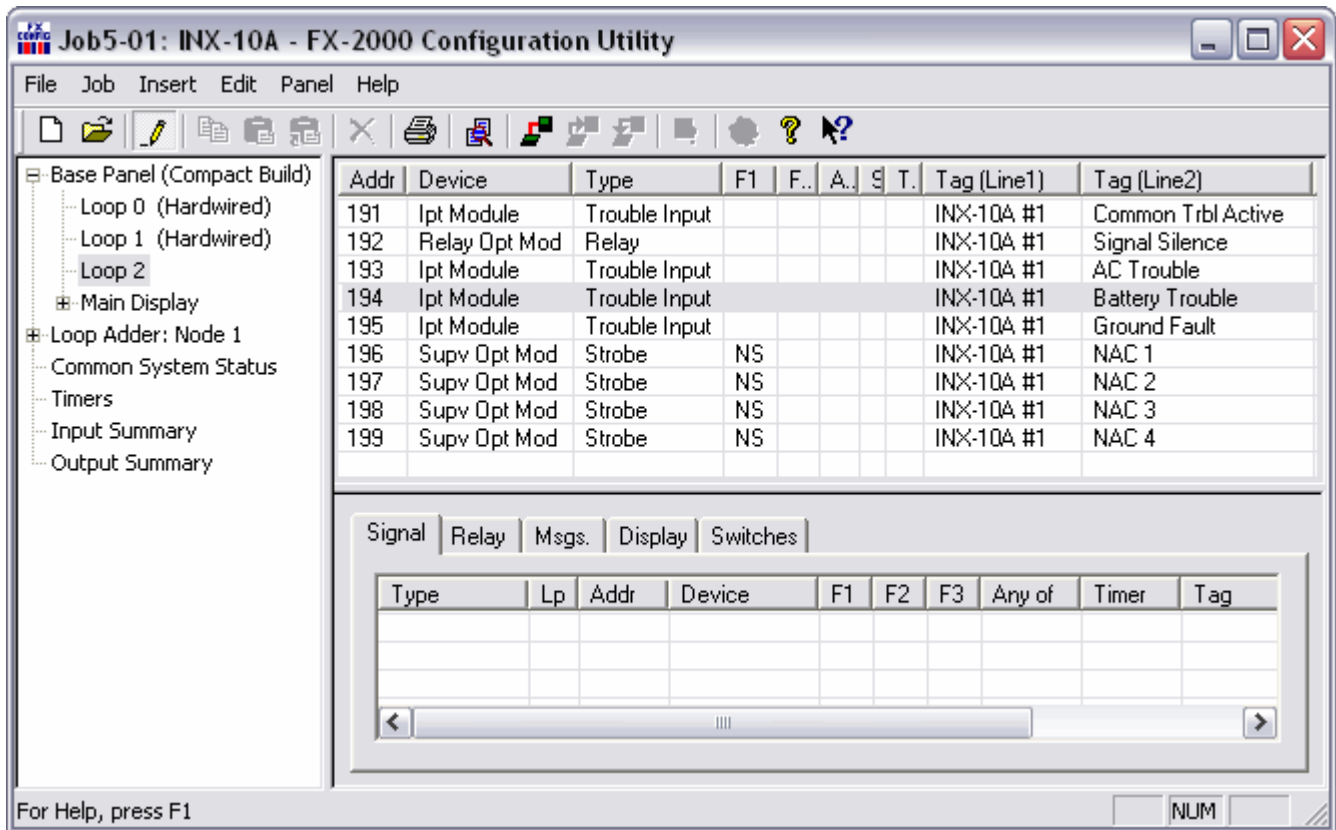 FX CONFIG
Job5-01: INX-10A - FX-2000 Configuration Utility
File Job Insert Edit Panel Help
Base Panel (Compact Build)
Loop 0 (Hardwired)
Loop 1 (Hardwired)
Loop 2
Main Display
Loop Adder: Node 1
Common System Status
Timers
Input Summary
Output Summary
Addr Device Type F1 F.. A.. S T. Tag (Line1) Tag (Line2)
191 Ipt Module Trouble Input INX-10A #1 Common Trbl Active
192 Relay Opt Mod Relay INX-10A #1 Signal Silence
193 Ipt Module Trouble Input INX-10A #1 AC Trouble
194 Ipt Module Trouble Input INX-10A #1 Battery Trouble
195 Ipt Module Trouble Input INX-10A #1 Ground Fault
196 Supv Opt Mod Strobe NS INX-10A #1 NAC 1
197 Supv Opt Mod Strobe NS INX-10A #1 NAC 2
198 Supv Opt Mod Strobe NS INX-10A #1 NAC 3
199 Supv Opt Mod Strobe NS INX-10A #1 NAC 4
Signal Relay Msgs. Display Switches
Type Lp Addr Device F1 F2 F3 Any of Timer Tag
For Help, press F1
NUM